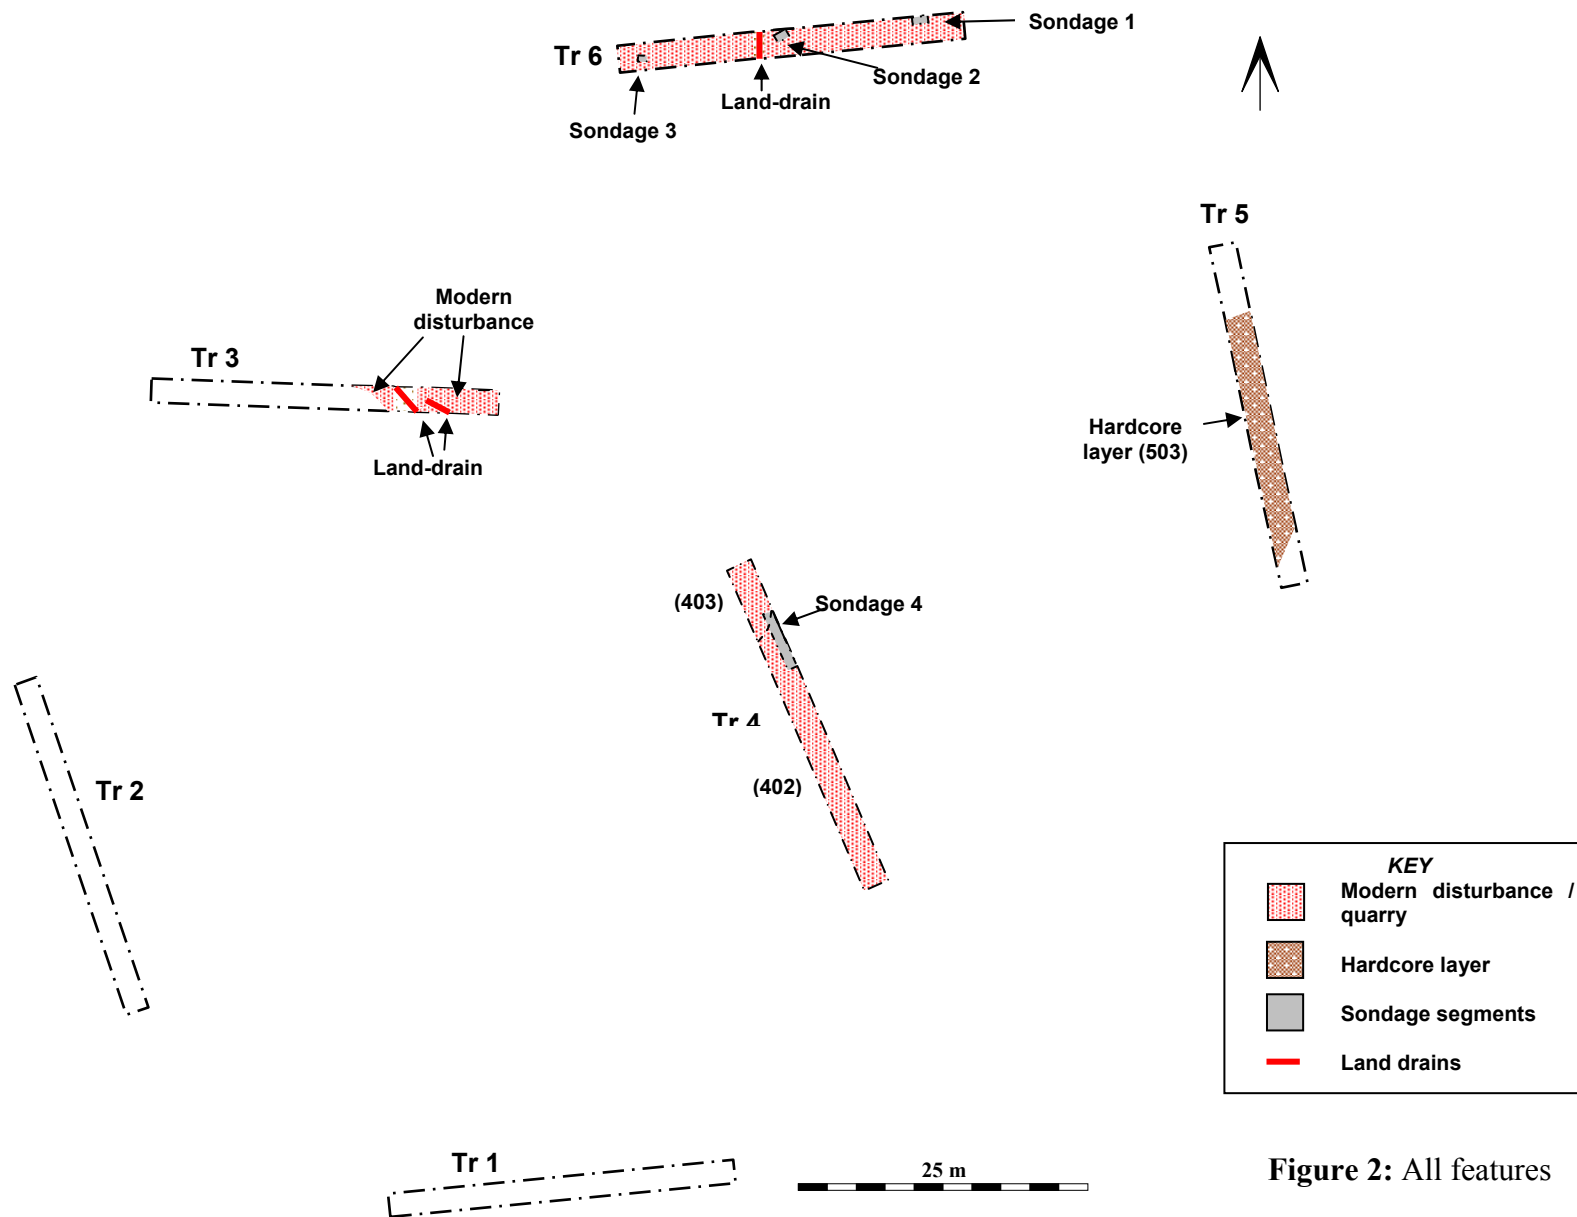 Sondage 1
Tr 6
Sondage 2
Land-drain
Sondage 3
Tr 5
Modern
disturbance
Tr 3
Hardcore
layer (503)
Land-drain
(403)
Sondage 4
Tr 4
Tr 2
(402)
KEY
Modern disturbance /
quarry
Hardcore layer
Sondage segments
Land drains
Tr 1
25 m
Figure 2: All features